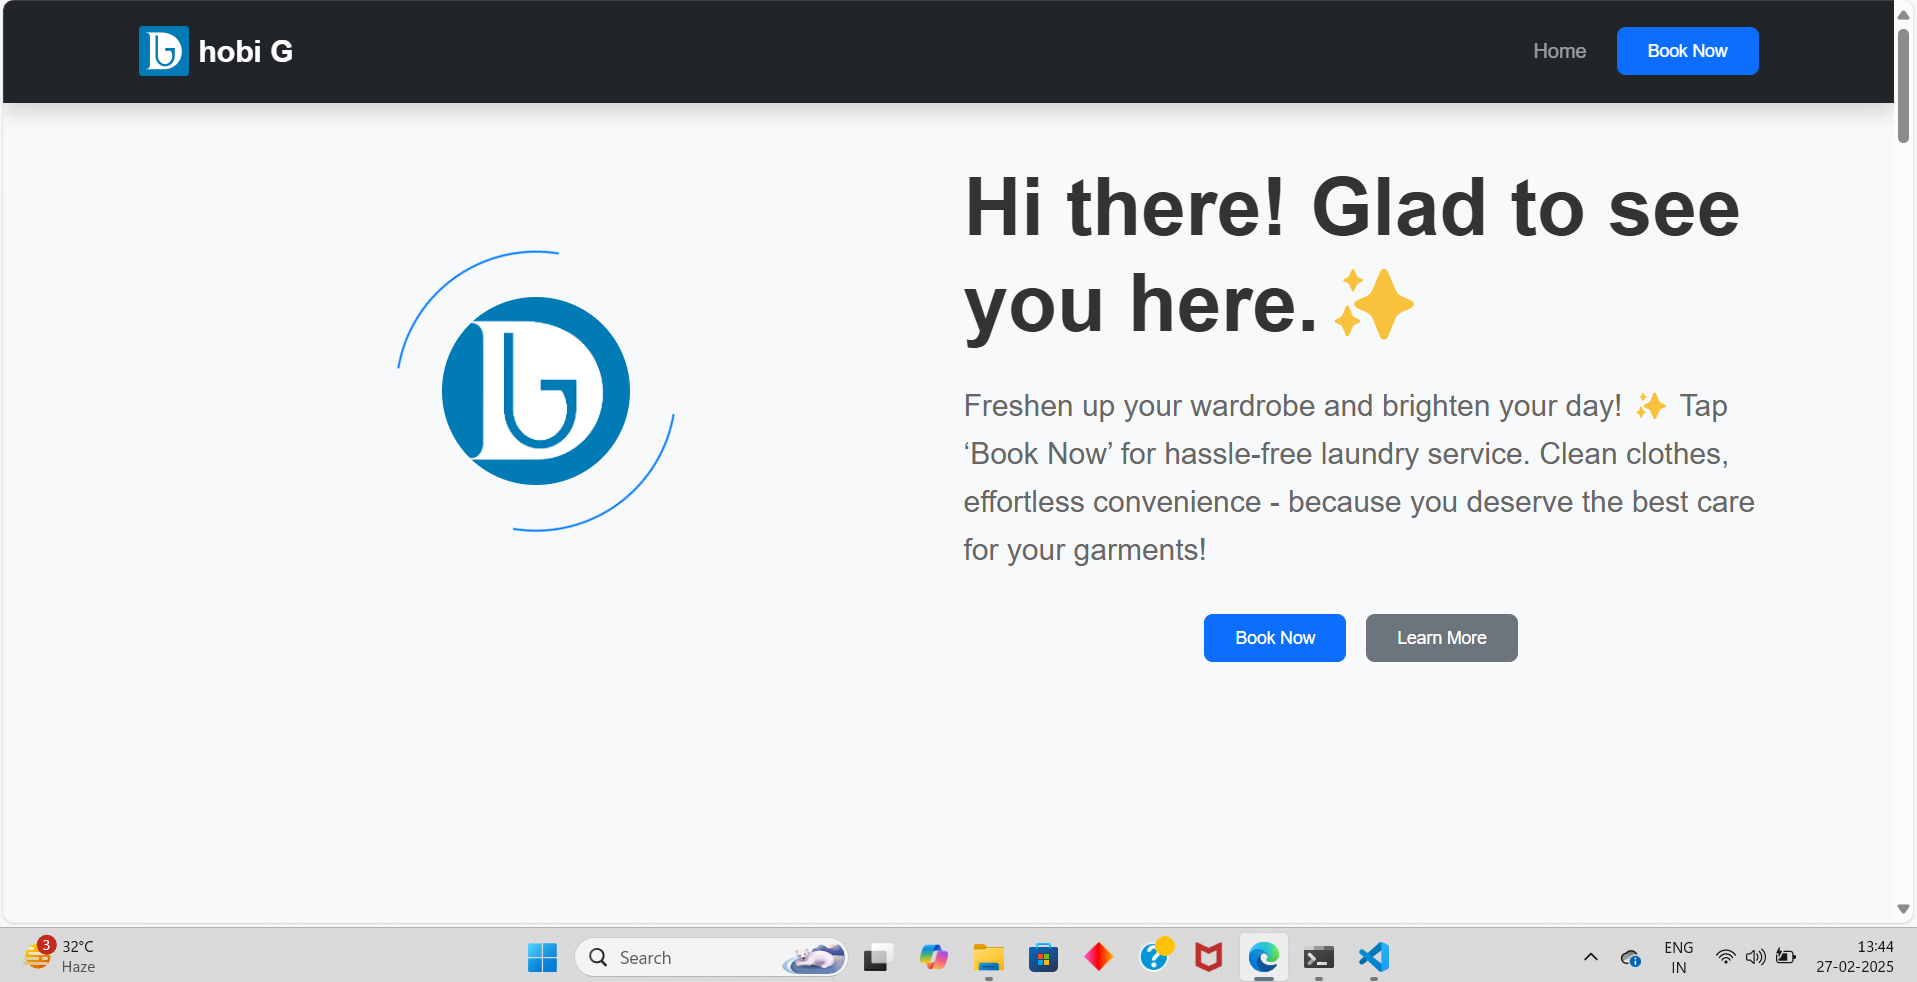 hobi G
Home
Book Now
Hi there! Glad to see
you here.✨
Freshen up your wardrobe and brighten your day! ✨ Tap
‘Book Now’ for hassle-free laundry service. Clean clothes,
effortless convenience - because you deserve the best care
for your garments!
Book Now
Learn More
3
32°C
Haze
Search
ENG
IN
13:44
27-02-2025